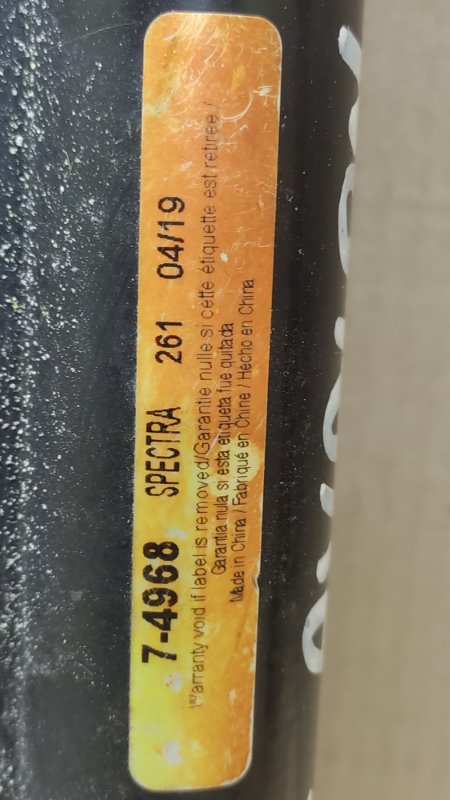 7-4968 SPECTRA 261 04/19
Warranty void if label is removed/Garantie nulle si cette étiquette est retirée /
Garantia nula si esta etiqueta fue quitada
Made in China / Fabriqué en Chine / Hecho en China